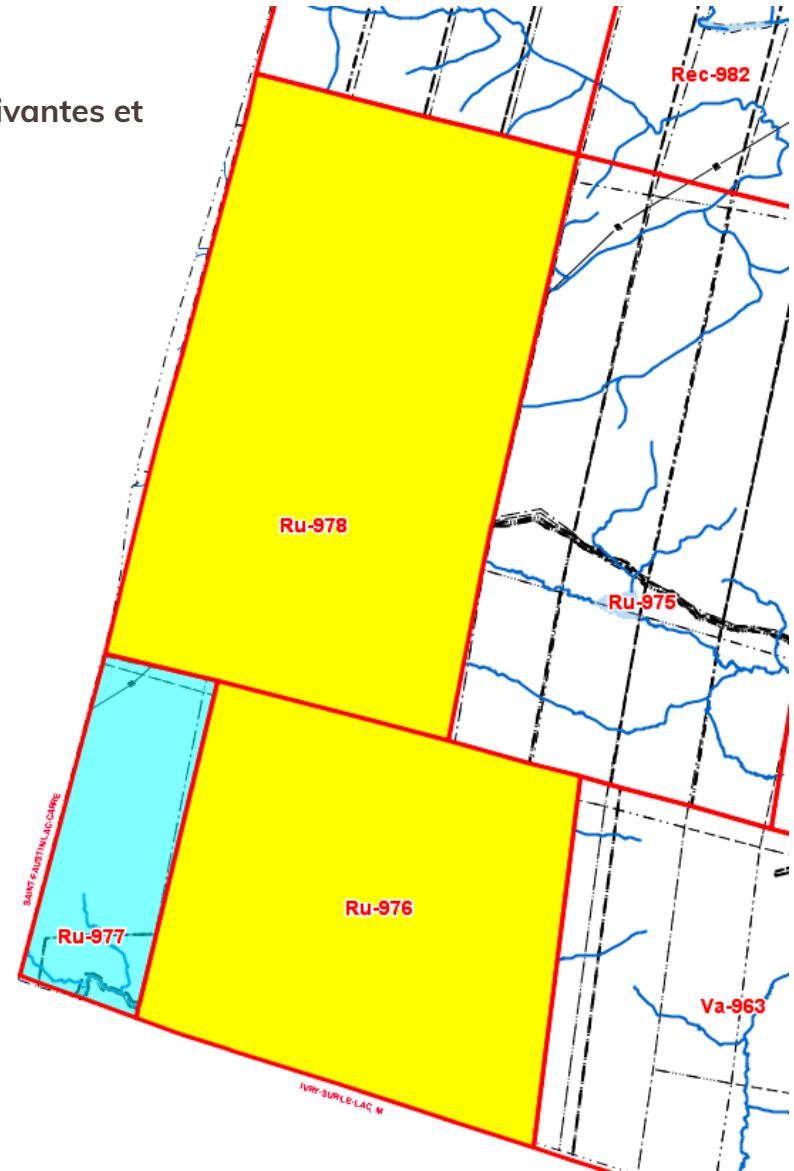 ivantes et
Rec-982
Ru-978
Ru-975
SAINT-FAUSTIN-LAC-CARRE
Ru-977
Ru-976
Va-963
IVRY-SUR-LE-LAC, M